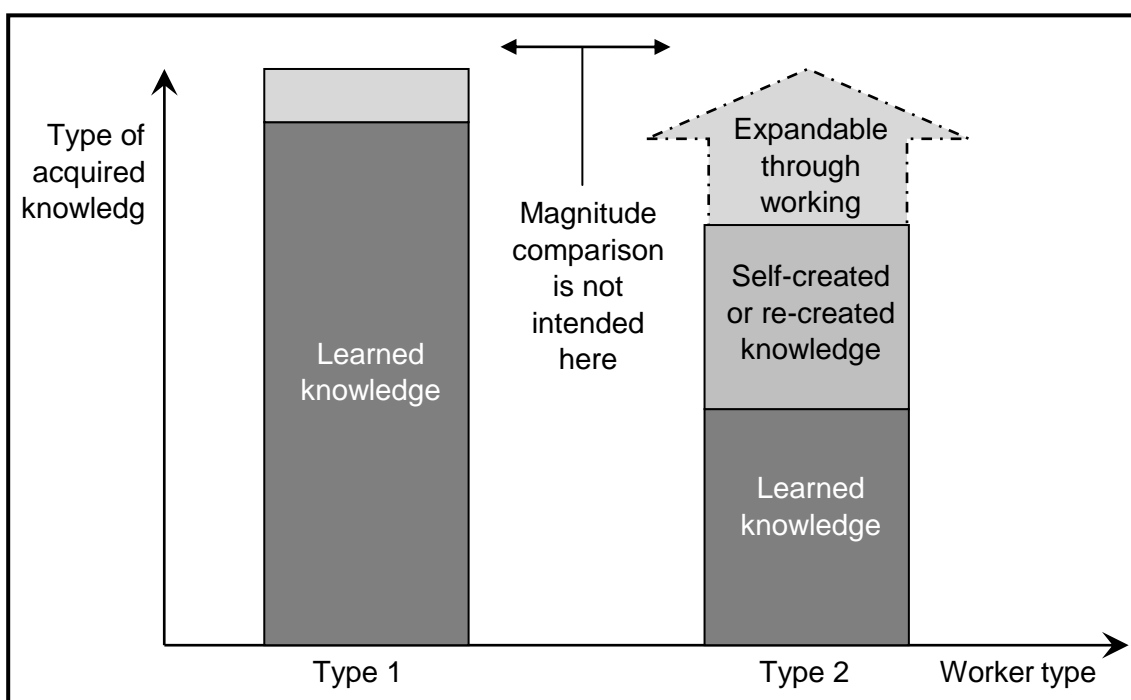 Type of
acquired
knowledg
Learned
knowledge
Magnitude
comparison
is not
intended
here
Expandable
through
working
Self-created
or re-created
knowledge
Learned
knowledge
Type 1
Type 2
Worker type